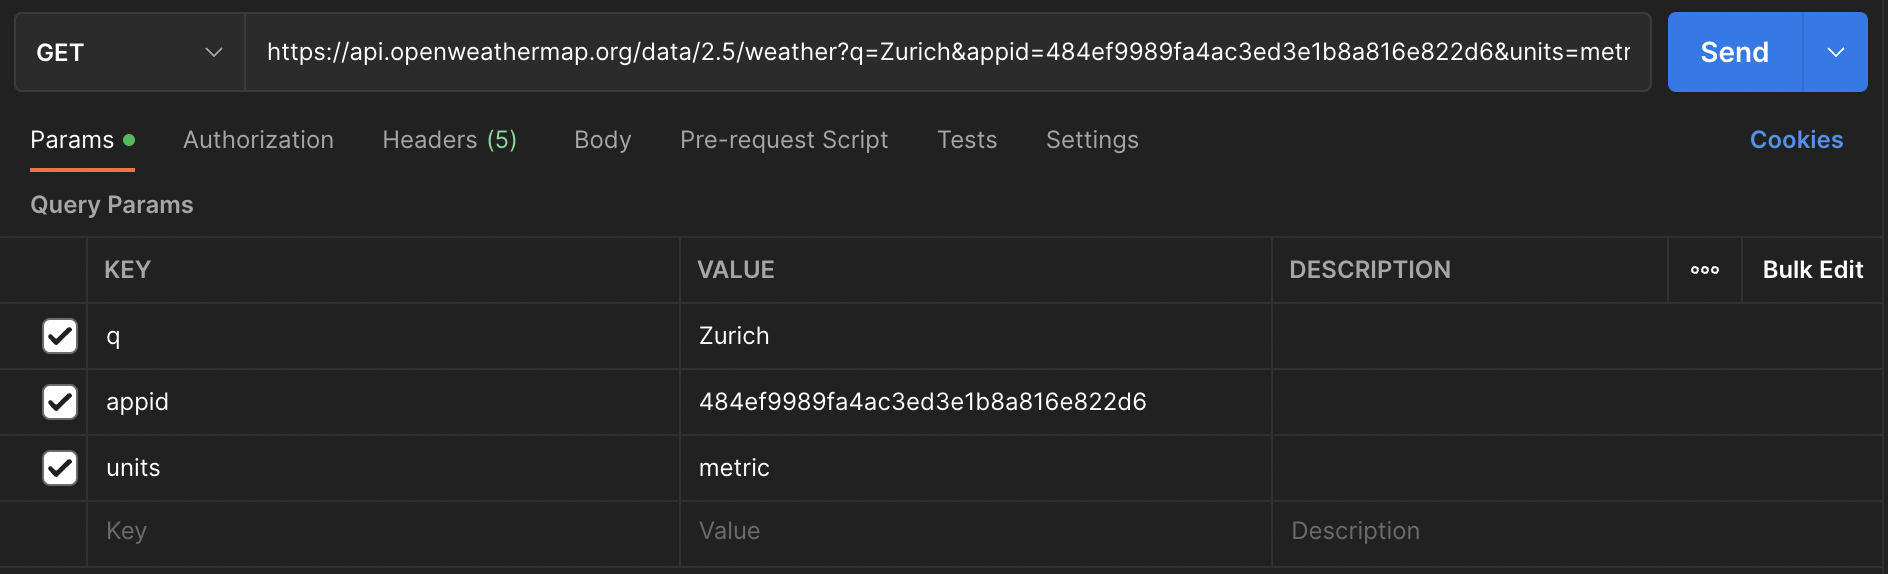 GET https://api.openweathermap.org/data/2.5/weather?q=Zurich&appid=484ef9989fa4ac3ed3e1b8a816e822d6&units=metr Send
Params Authorization Headers (5) Body Pre-request Script Tests Settings Cookies
Query Params
KEY VALUE DESCRIPTION Bulk Edit
q Zurich
appid 484ef9989fa4ac3ed3e1b8a816e822d6
units metric
Key Value Description